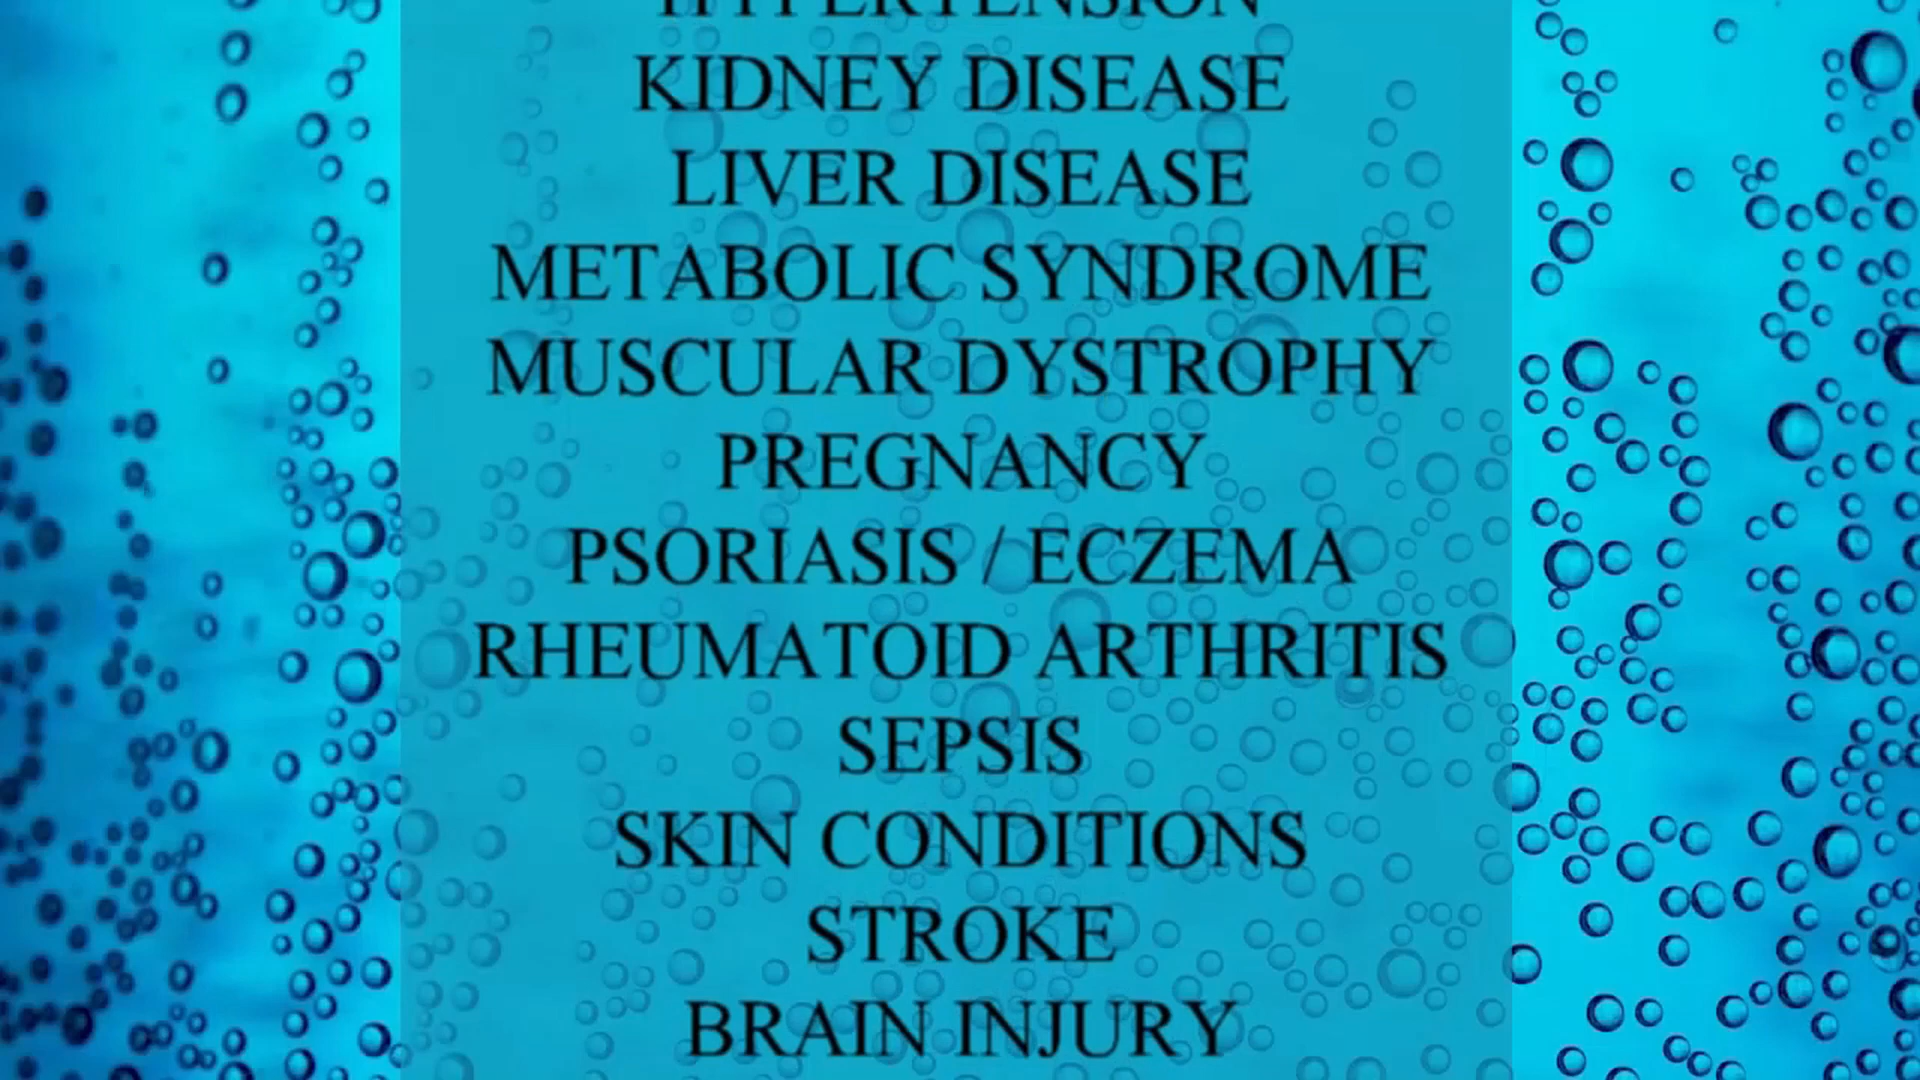 HYPERTENSION
KIDNEY DISEASE
LIVER DISEASE
METABOLIC SYNDROME
MUSCULAR DYSTROPHY
PREGNANCY
PSORIASIS / ECZEMA
RHEUMATOID ARTHRITIS
SEPSIS
SKIN CONDITIONS
STROKE
BRAIN INJURY